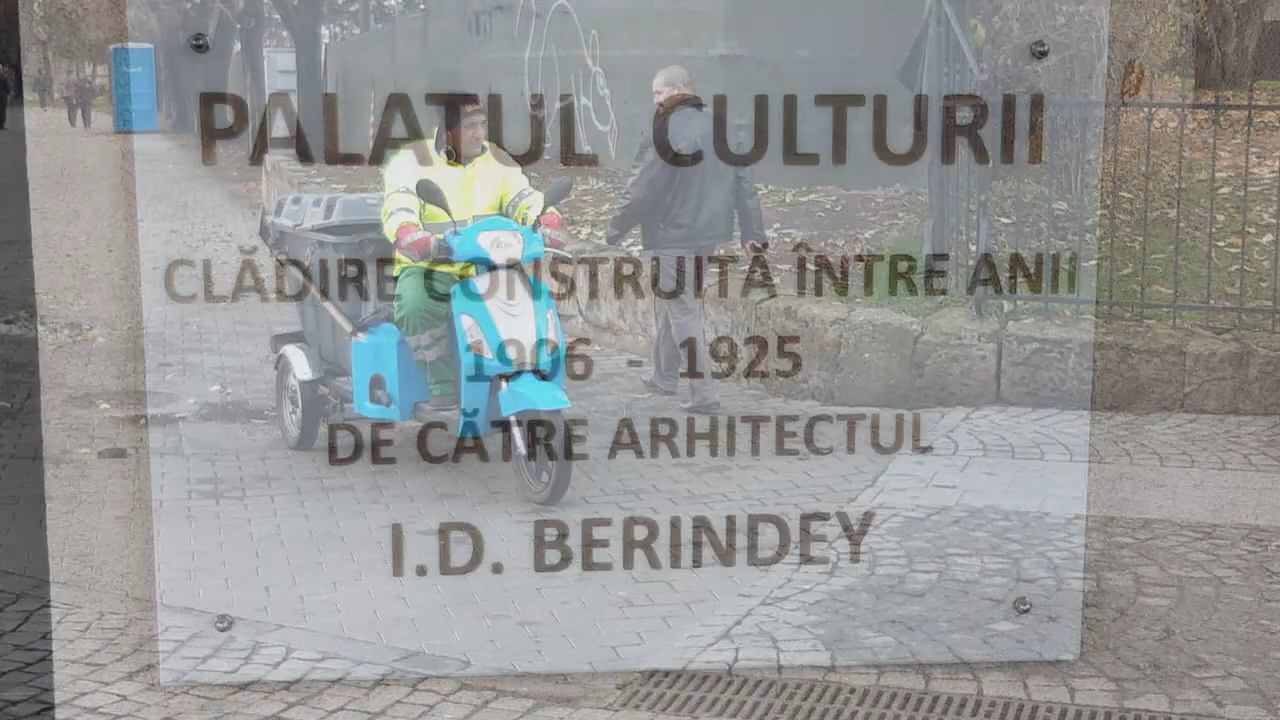 PALATUL CULTURII
CLĂDIRE CONSTRUITĂ ÎNTRE ANII
1906 - 1925
DE CĂTRE ARHITECTUL
I.D. BERINDEY